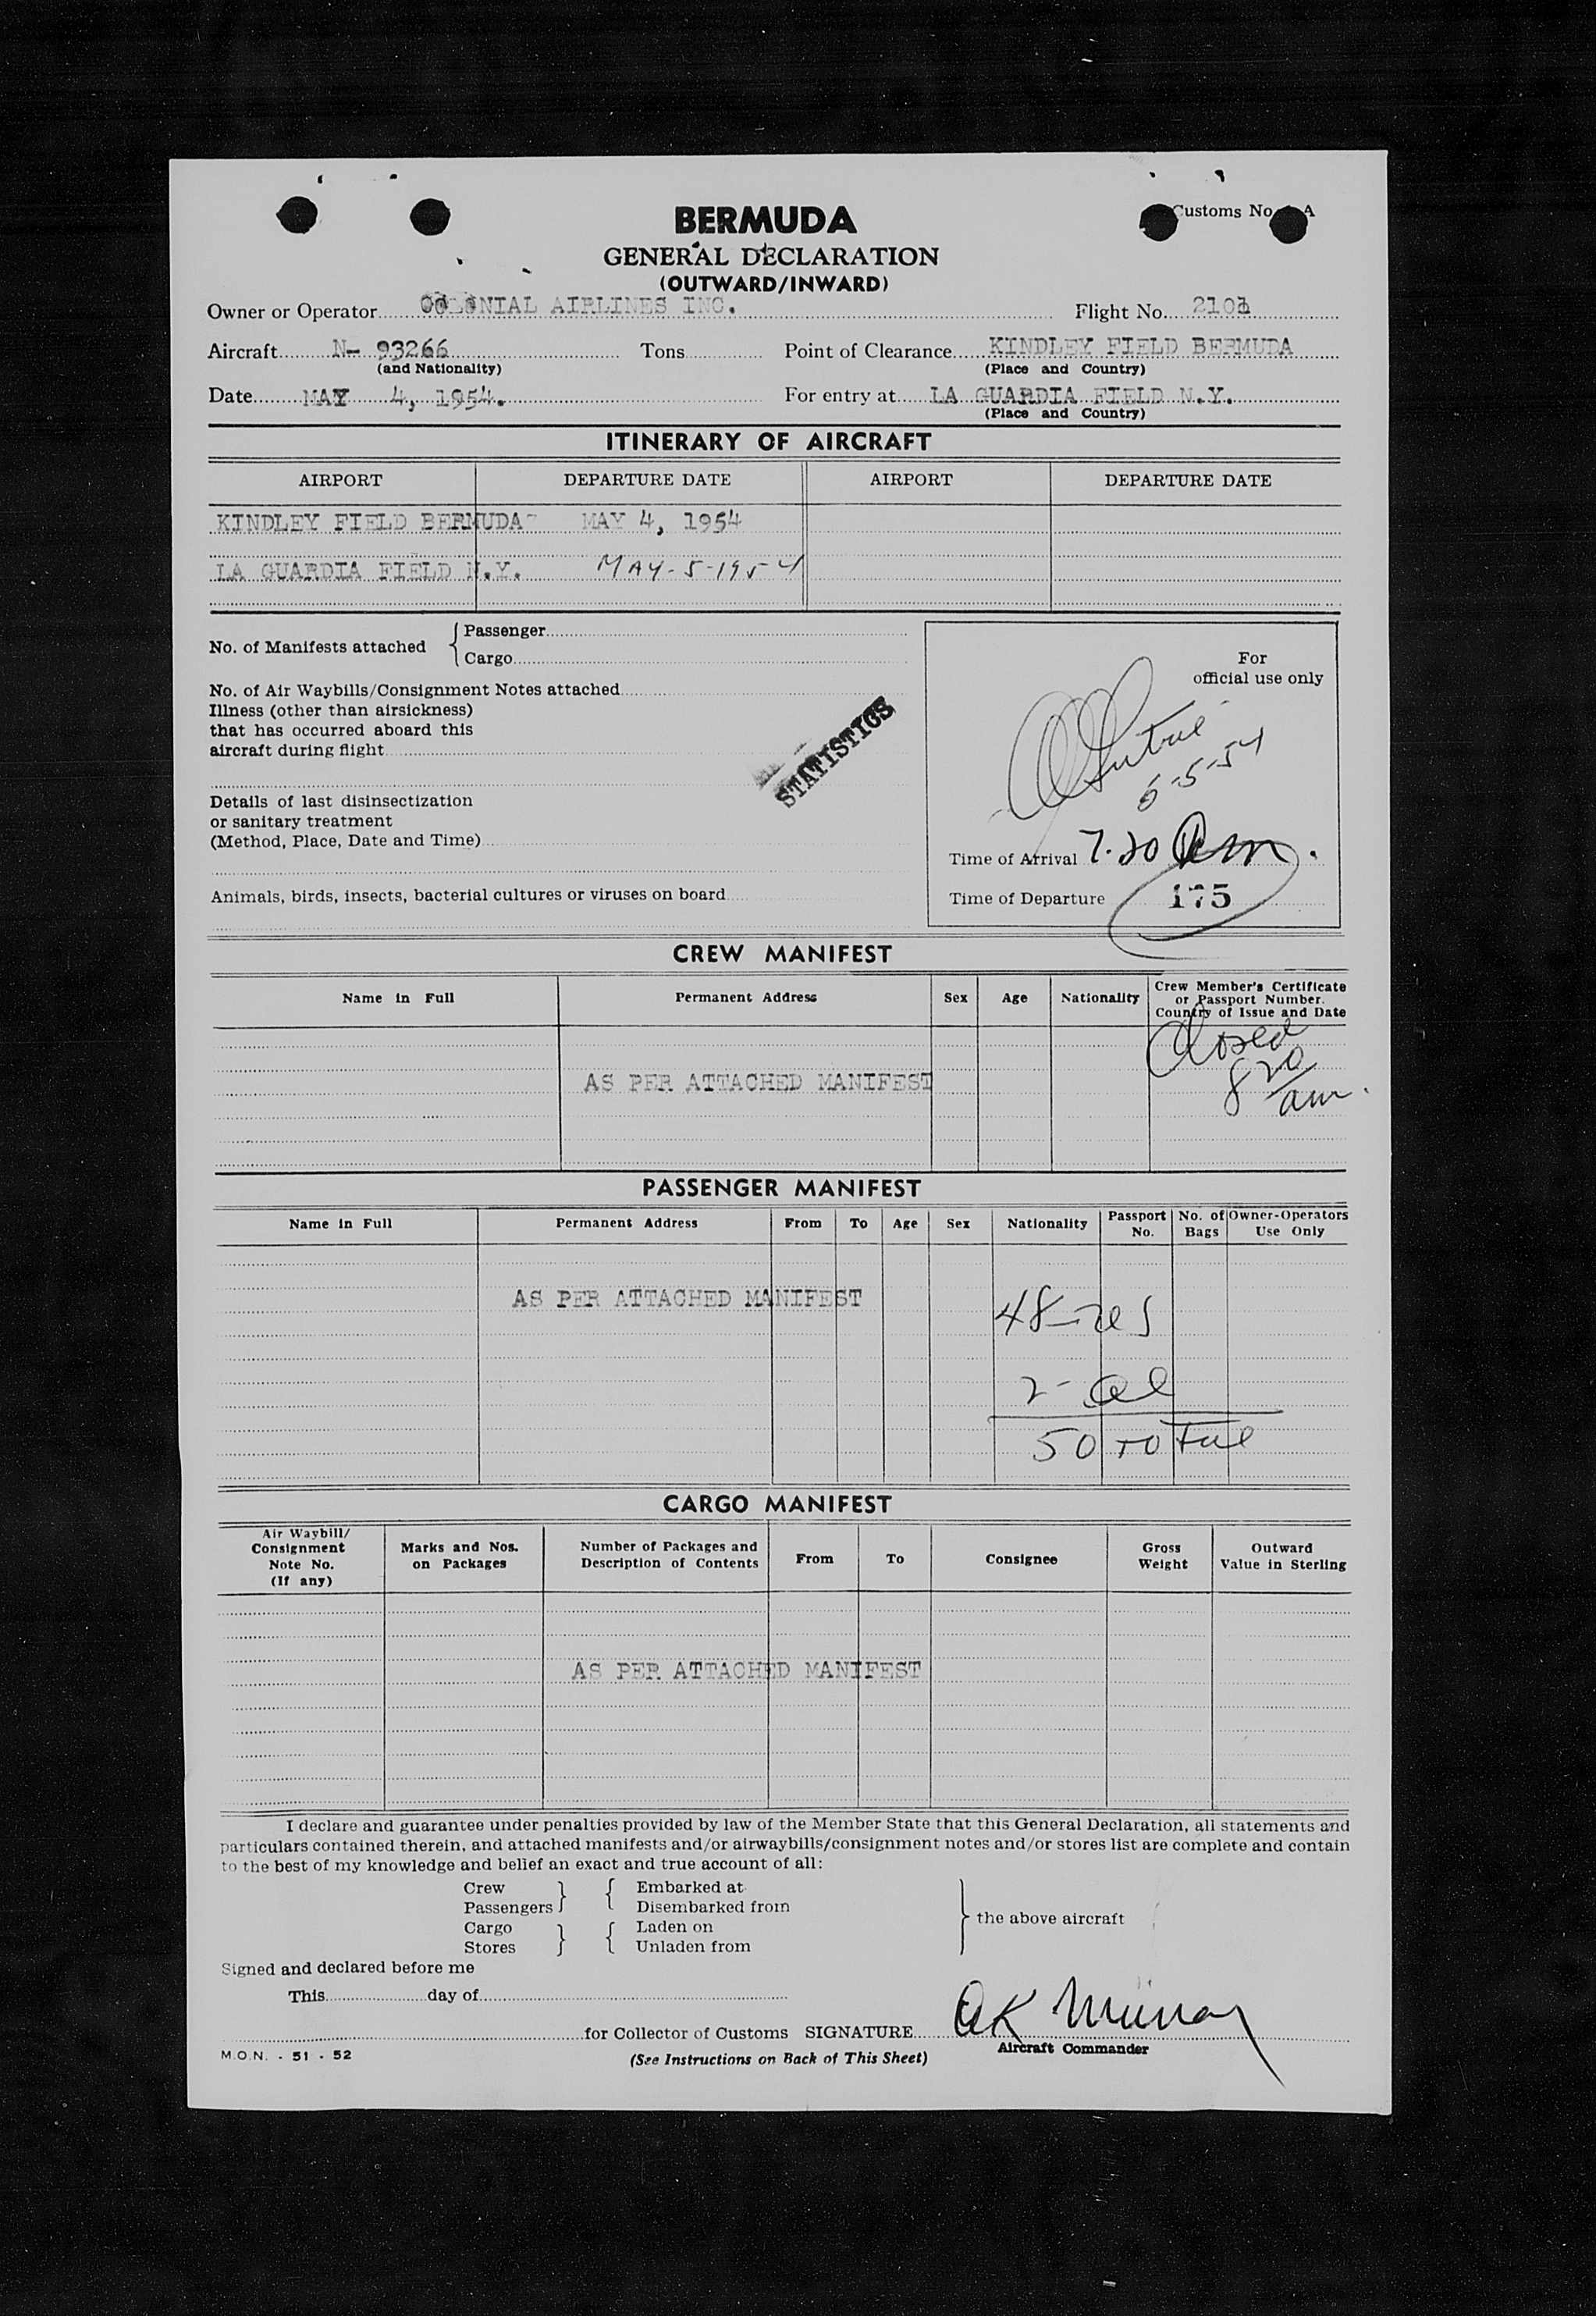 Customs No. A
BERMUDA
GENERAL DECLARATION
(OUTWARD/INWARD)
Owner or Operator COLONIAL AIRLINES INC. Flight No.
Aircraft N- 93266 Tons Point of Clearance KINDLEY FIELD BERMUDA
(and Nationality) (Place and Country)
Date MAY 4, 1954. For entry at LA GUARDIA FIELD N.Y.
(Place and Country)
ITINERARY OF AIRCRAFT
AIRPORT DEPARTURE DATE AIRPORT DEPARTURE DATE
KINDLEY FIELD BERMUDA MAY 4, 1954
LA GUARDIA FIELD N.Y. MAY-5-1954
No. of Manifests attached
Passenger
Cargo
For
official use only
No. of Air Waybills/Consignment Notes attached
Illness (other than airsickness)
that has occurred aboard this
aircraft during flight
STATISTICS
5-5-54
Details of last disinsectization
or sanitary treatment
(Method, Place, Date and Time)
Time of Arrival 7.20 am.
Animals, birds, insects, bacterial cultures or viruses on board
Time of Departure 175
CREW MANIFEST
Name in Full Permanent Address Sex Age Nationality Crew Member's Certificate
or Passport Number.
Country of Issue and Date
Closed
8 20
am.
AS PER ATTACHED MANIFEST
PASSENGER MANIFEST
Name in Full Permanent Address From To Age Sex Nationality Passport No. No. of Bags Owner-Operators Use Only
AS PER ATTACHED MANIFEST 48-res
2- al
50 total
CARGO MANIFEST
Air Waybill/
Consignment
Note No.
(If any)
Marks and Nos.
on Packages
Number of Packages and
Description of Contents
From To Consignee
Gross
Weight
Outward
Value in Sterling
AS PER ATTACHED MANIFEST
I declare and guarantee under penalties provided by law of the Member State that this General Declaration, all statements and
particulars contained therein, and attached manifests and/or airwaybills/consignment notes and/or stores list are complete and contain
to the best of my knowledge and belief an exact and true account of all:
Crew Embarked at
Passengers Disembarked from
Cargo Laden on the above aircraft
Stores Unladen from
Signed and declared before me
This day of
for Collector of Customs SIGNATURE
Aircraft Commander
M.O.N. - 51 - 52 (See Instructions on Back of This Sheet)